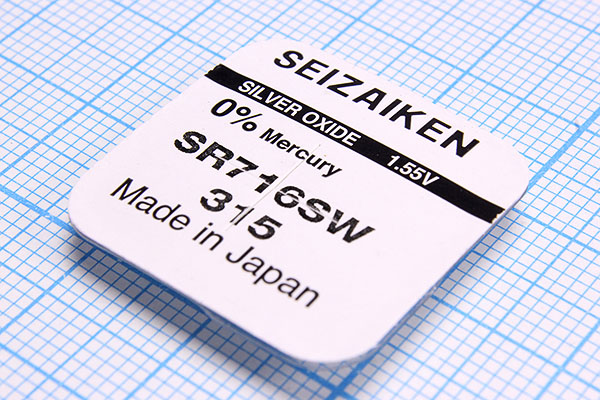 SEIZAIKEN
SILVER OXIDE 1.55V
0% Mercury
SR716SW
315
Made in Japan